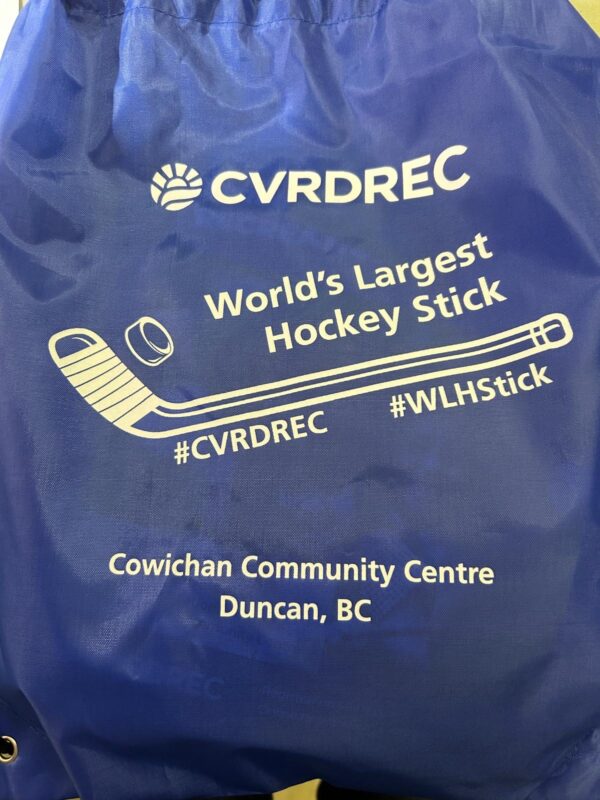 CVRDREC
World's Largest
Hockey Stick
#CVRDREC
#WLHStick
Cowichan Community Centre
Duncan, BC